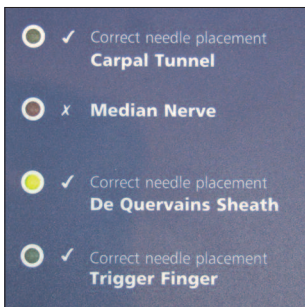 ✓ Correct needle placement
Carpal Tunnel
✗ Median Nerve
✓ Correct needle placement
De Quervains Sheath
✓ Correct needle placement
Trigger Finger